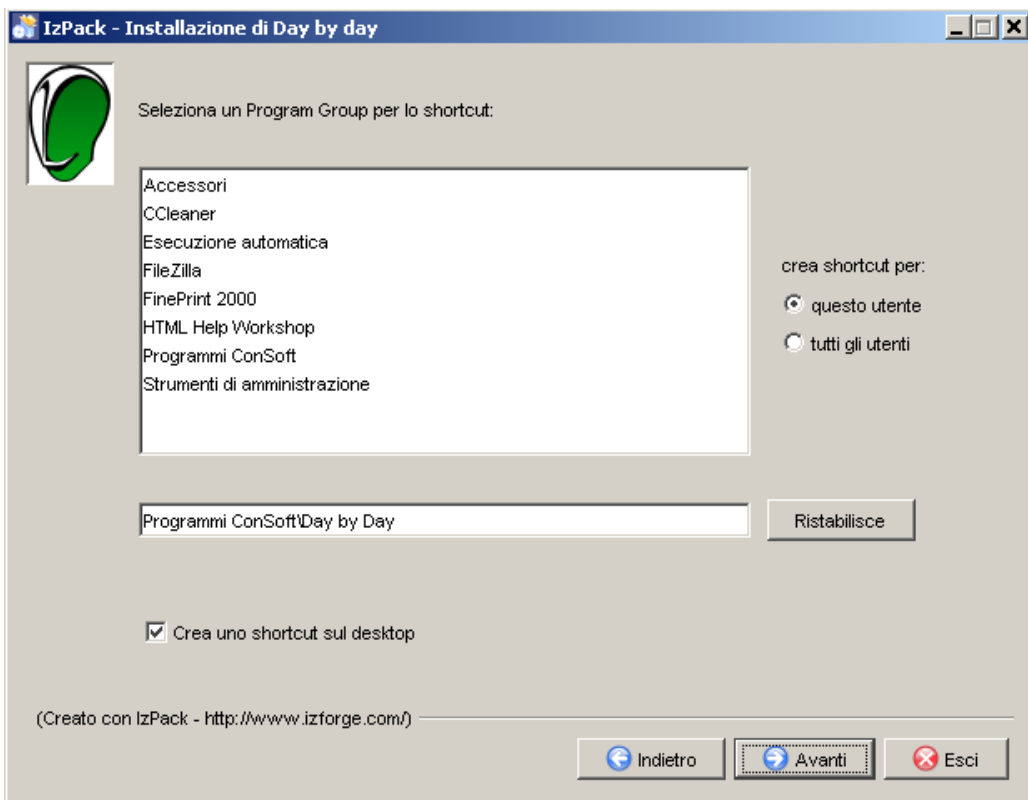 IzPack - Installazione di Day by day
Seleziona un Program Group per lo shortcut:
Accessori
CCleaner
Esecuzione automatica
FileZilla
FinePrint 2000
HTML Help Workshop
Programmi ConSoft
Strumenti di amministrazione
crea shortcut per:
questo utente
tutti gli utenti
Programmi ConSoft\Day by Day
Ristabilisce
Crea uno shortcut sul desktop
(Creato con IzPack - http://www.izforge.com/)
Indietro
Avanti
Esci